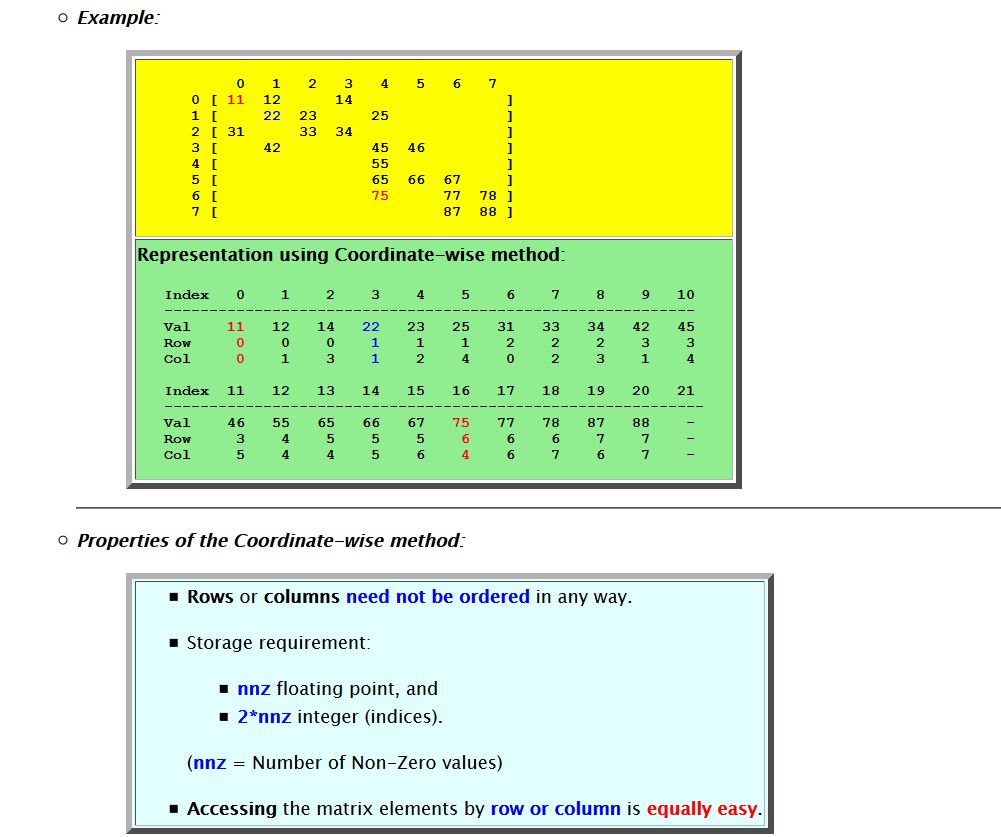 Example:
0 1 2 3 4 5 6 7
0 [ 11 12 14 ]
1 [ 22 23 25 ]
2 [ 31 33 34 ]
3 [ 42 45 46 ]
4 [ 55 ]
5 [ 65 66 67 ]
6 [ 75 77 78 ]
7 [ 87 88 ]
Representation using Coordinate-wise method:
Index 0 1 2 3 4 5 6 7 8 9 10
-----------------------------------------------------------
Val 11 12 14 22 23 25 31 33 34 42 45
Row 0 0 0 1 1 1 2 2 2 3 3
Col 0 1 3 1 2 4 0 2 3 1 4
Index 11 12 13 14 15 16 17 18 19 20 21
------------------------------------------------------------
Val 46 55 65 66 67 75 77 78 87 88 -
Row 3 4 5 5 5 6 6 6 7 7 -
Col 5 4 4 5 6 4 6 7 6 7 -
Properties of the Coordinate-wise method:
Rows or columns need not be ordered in any way.
Storage requirement:
nnz floating point, and
2*nnz integer (indices).
(nnz = Number of Non-Zero values)
Accessing the matrix elements by row or column is equally easy.